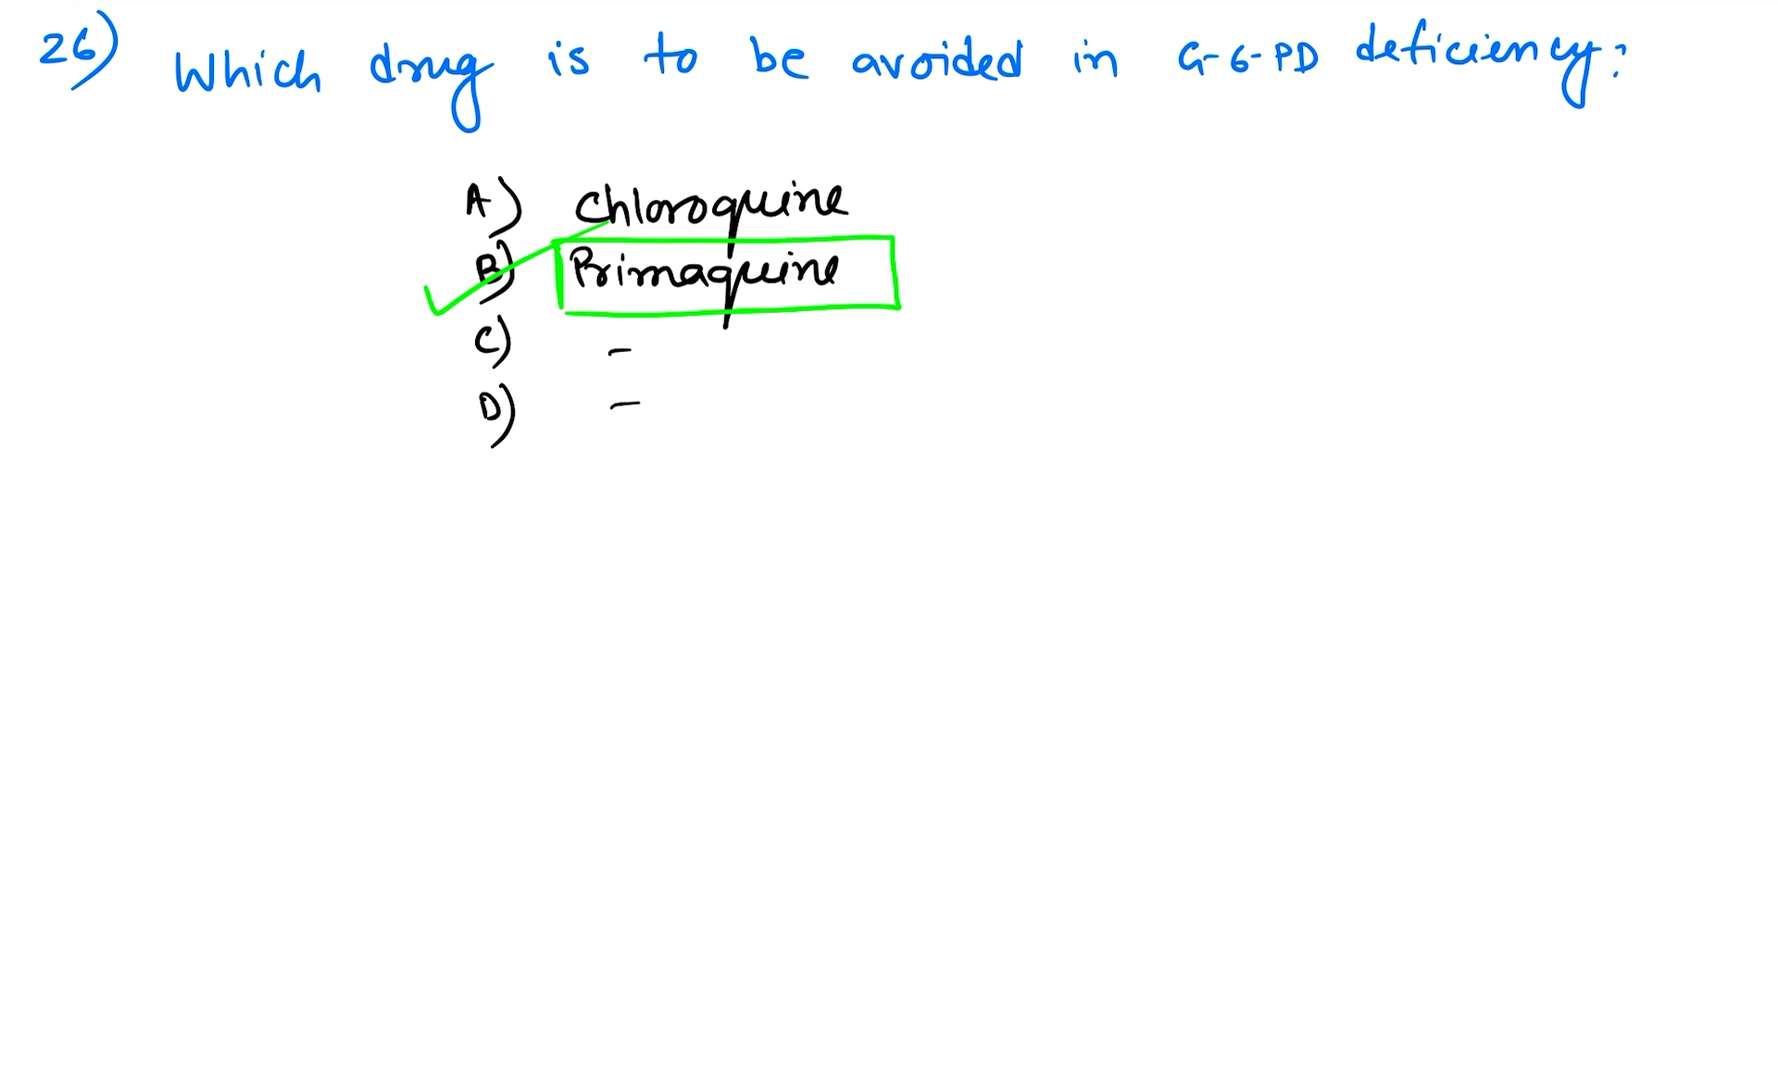 26) Which drug is to be avoided in G-6-PD deficiency?
A) Chloroquine
B) Primaquine
C) -
D) -